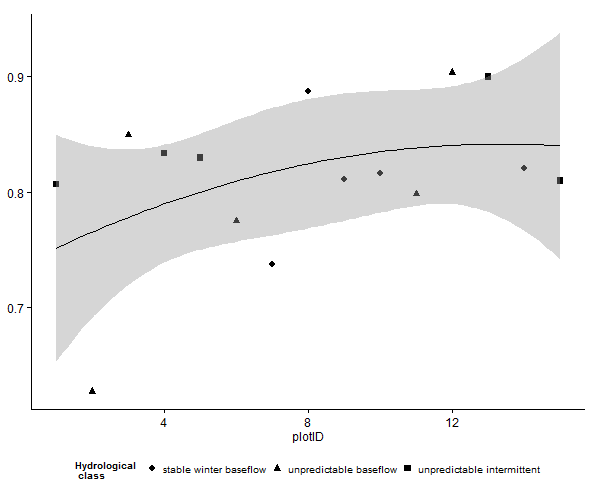 0.9
0.8
0.7
4 8 12
plotID
Hydrological class stable winter baseflow unpredictable baseflow unpredictable intermittent